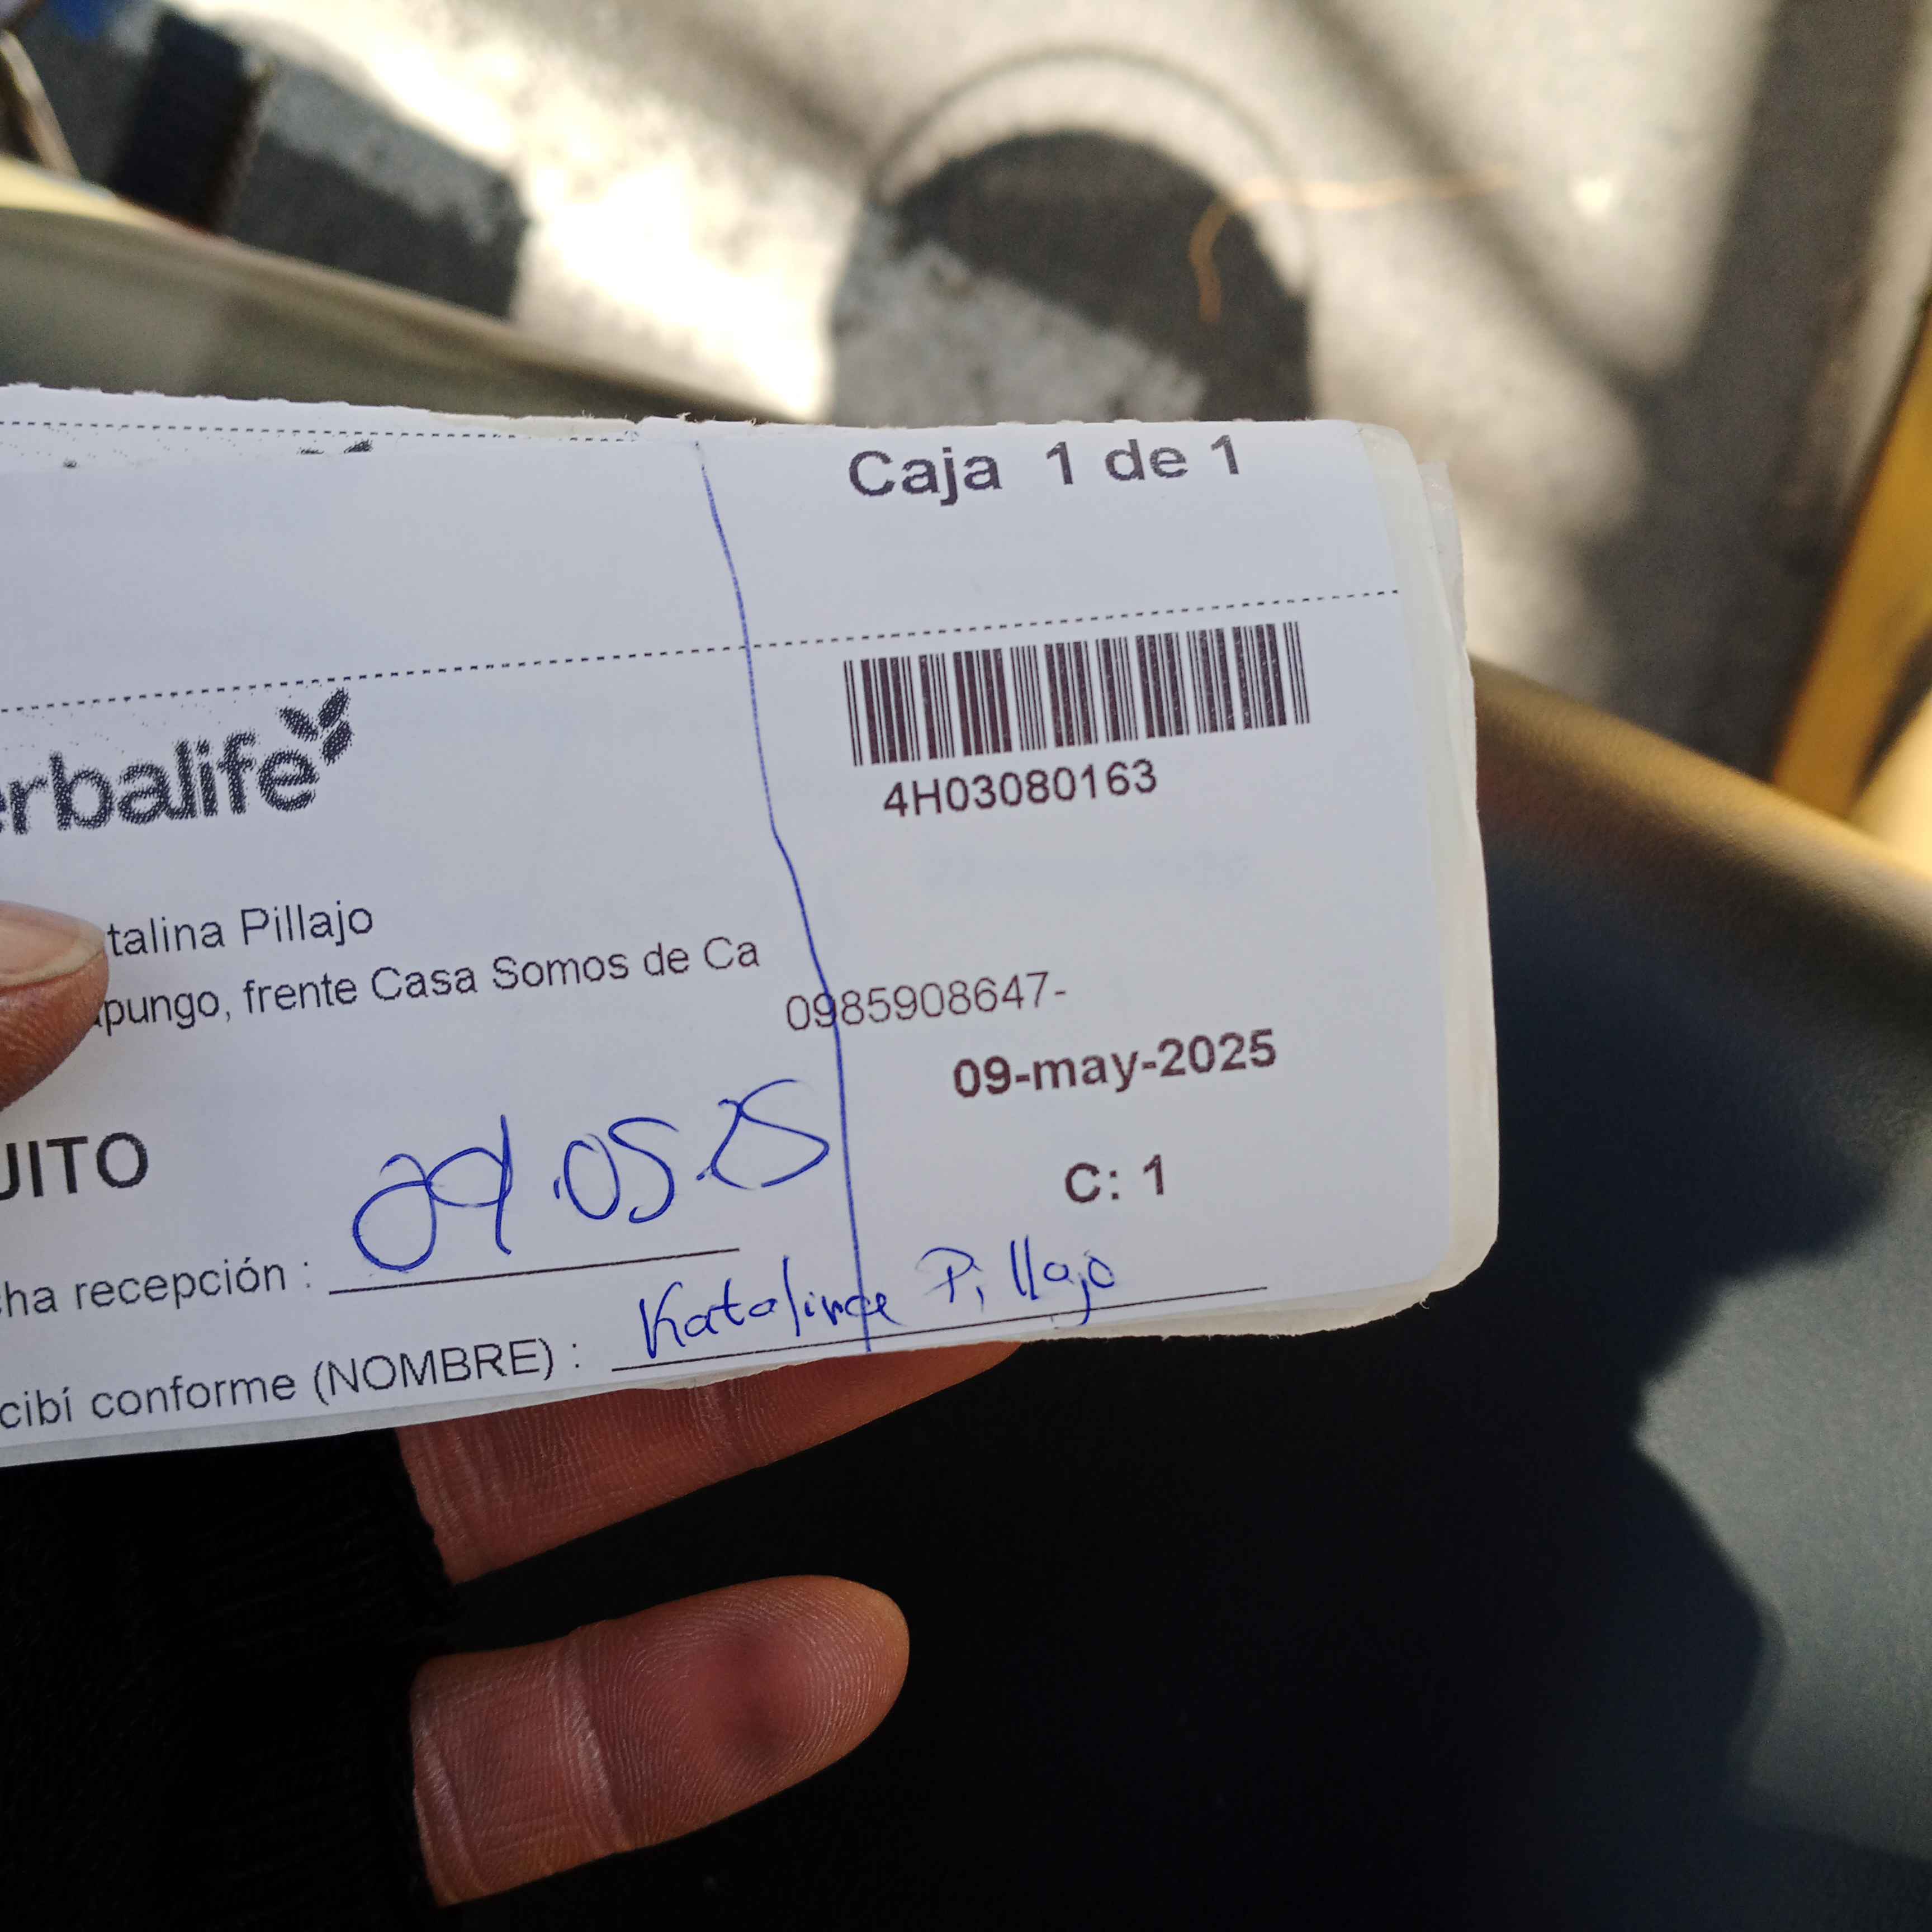 Caja 1 de 1
erbalife
4H03080163
talina Pillajo
pungo, frente Casa Somos de Ca
0985908647-
09-may-2025
UITO
C: 1
cha recepción : 09.05.25
cibí conforme (NOMBRE) : Katalina Pillajo